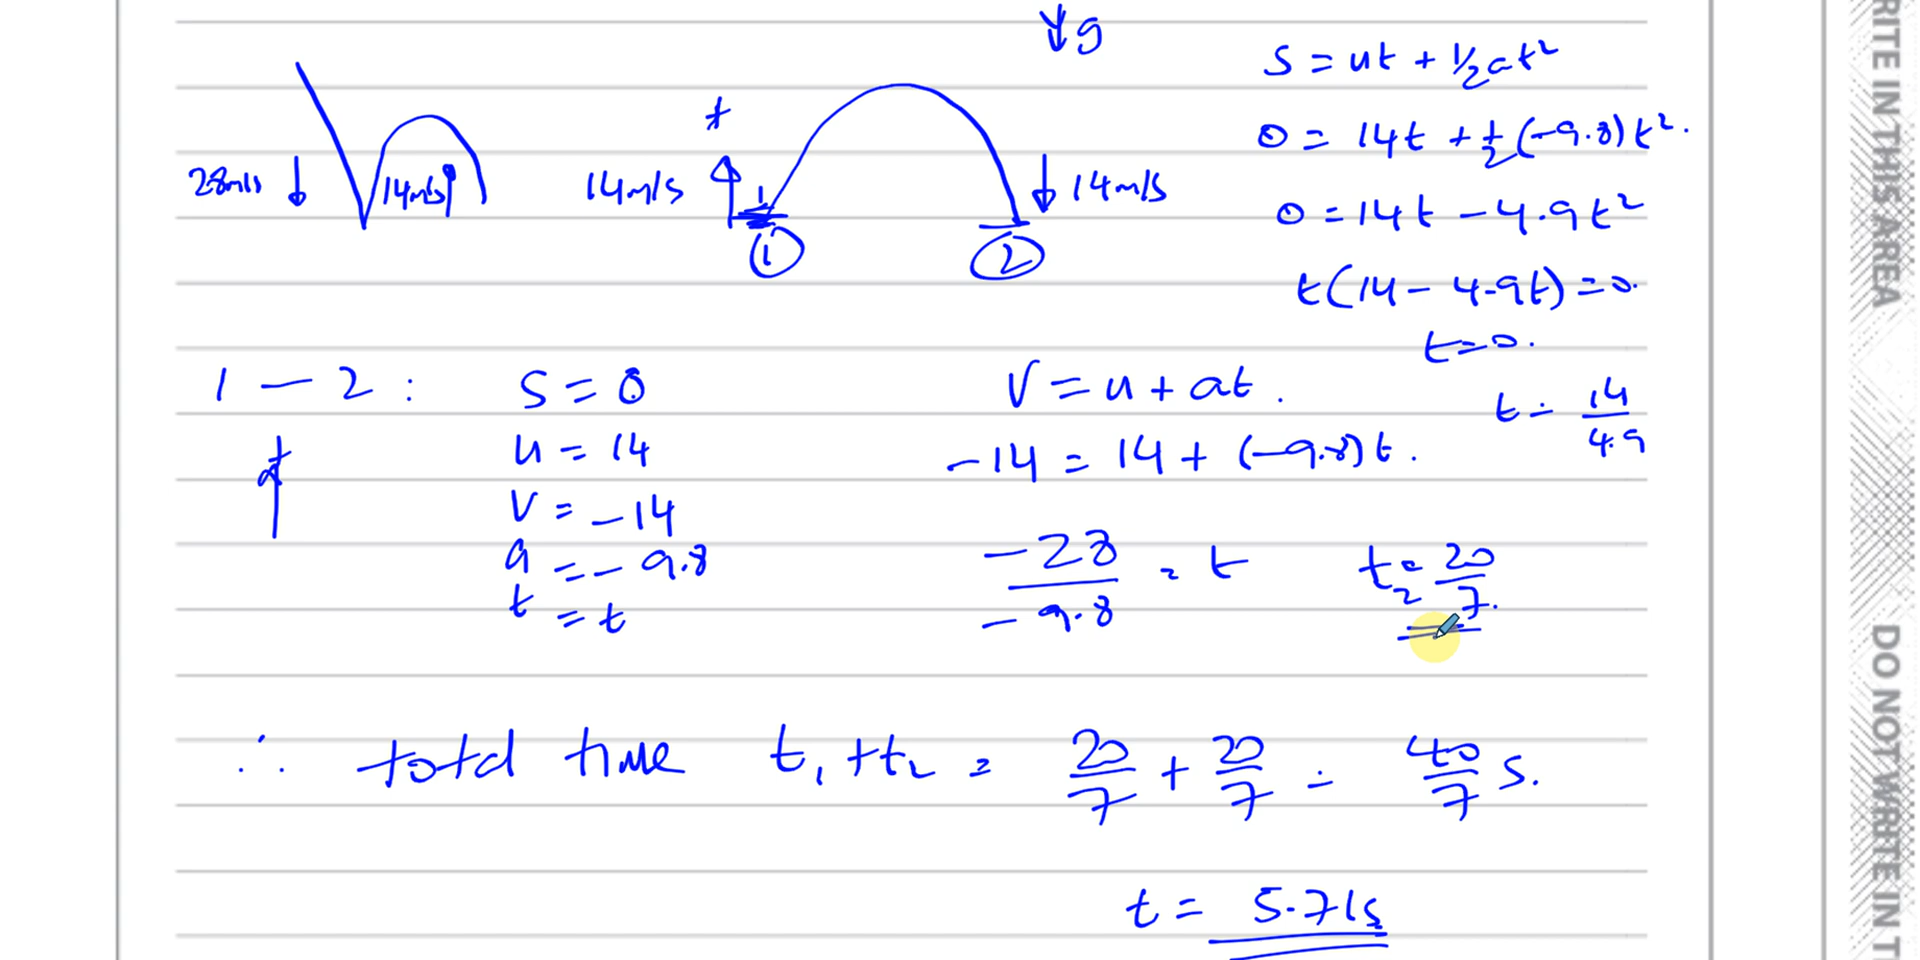 ↓g
28m/s ↓ 14m/s
+
14m/s ↑ ↓ 14m/s
① ②
s = ut + ½at²
0 = 14t + ½(-9.8)t².
0 = 14t - 4.9t²
t(14 - 4.9t) = 0.
t=0.
t = 14/4.9
1 — 2 :
+
s = 0
u = 14
v = -14
a = - 9.8
t = t
v = u + at.
-14 = 14 + (-9.8)t.
-28/-9.8 = t
t₂ = 20/7.
∴ total time t₁ + t₂ = 20/7 + 20/7 = 40/7 s.
t = 5.71s
RITE IN THIS AREA
DO NOT WRITE IN T